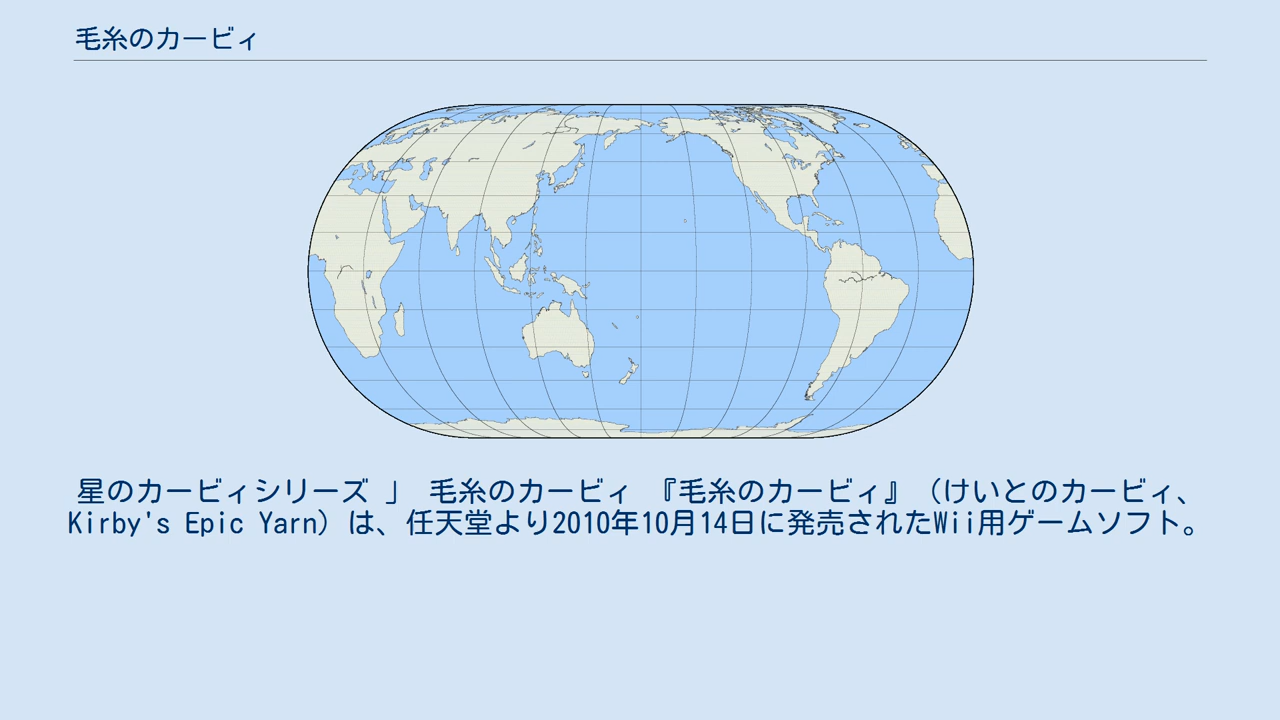 毛糸のカービィ
星のカービィシリーズ 」 毛糸のカービィ 『毛糸のカービィ』 （けいとのカービィ、
Kirby's Epic Yarn）は、任天堂より2010年10月14日に発売されたWii用ゲームソフト。